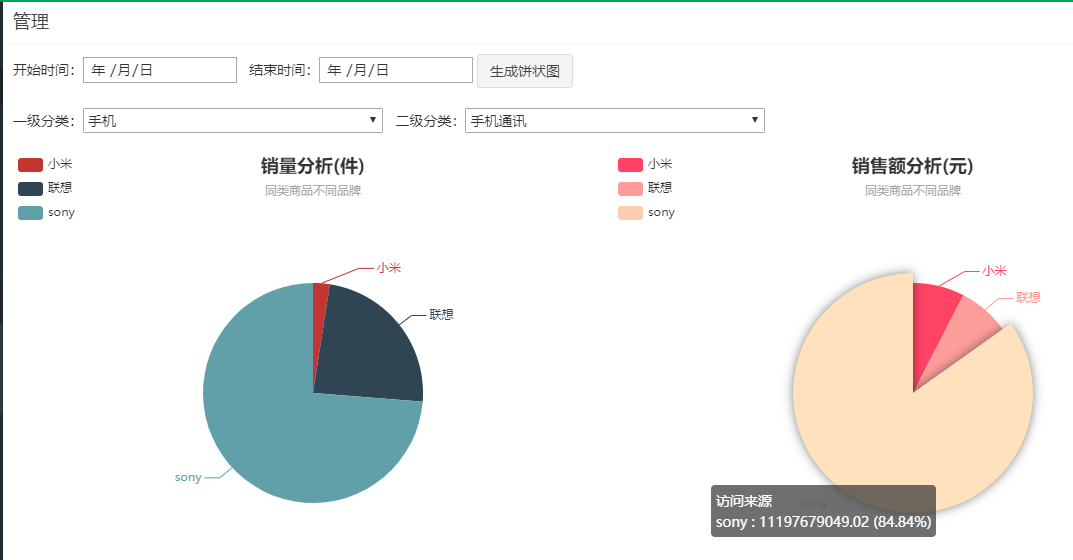 管理
开始时间: 年 /月/日 结束时间: 年 /月/日 生成饼状图
一级分类: 手机 二级分类: 手机通讯
小米
联想
sony
销量分析(件)
同类商品不同品牌
小米
联想
sony
小米
联想
sony
销售额分析(元)
同类商品不同品牌
小米
联想
sony
访问来源
sony : 11197679049.02 (84.84%)